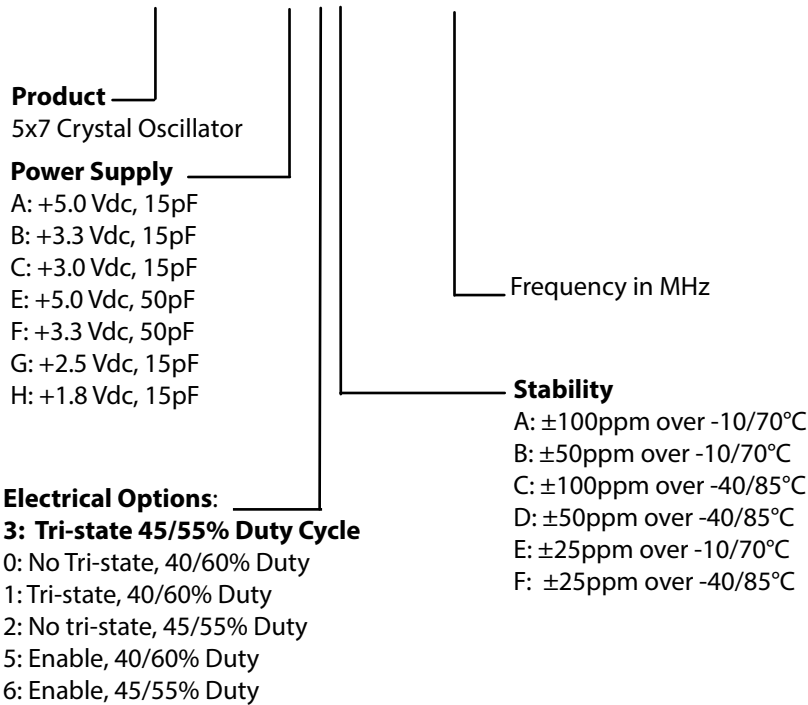 Product
5x7 Crystal Oscillator
Power Supply
A: +5.0 Vdc, 15pF
B: +3.3 Vdc, 15pF
C: +3.0 Vdc, 15pF
E: +5.0 Vdc, 50pF
F: +3.3 Vdc, 50pF
G: +2.5 Vdc, 15pF
H: +1.8 Vdc, 15pF
Frequency in MHz
Stability
A: ±100ppm over -10/70°C
B: ±50ppm over -10/70°C
C: ±100ppm over -40/85°C
D: ±50ppm over -40/85°C
E: ±25ppm over -10/70°C
F: ±25ppm over -40/85°C
Electrical Options:
3: Tri-state 45/55% Duty Cycle
0: No Tri-state, 40/60% Duty
1: Tri-state, 40/60% Duty
2: No tri-state, 45/55% Duty
5: Enable, 40/60% Duty
6: Enable, 45/55% Duty